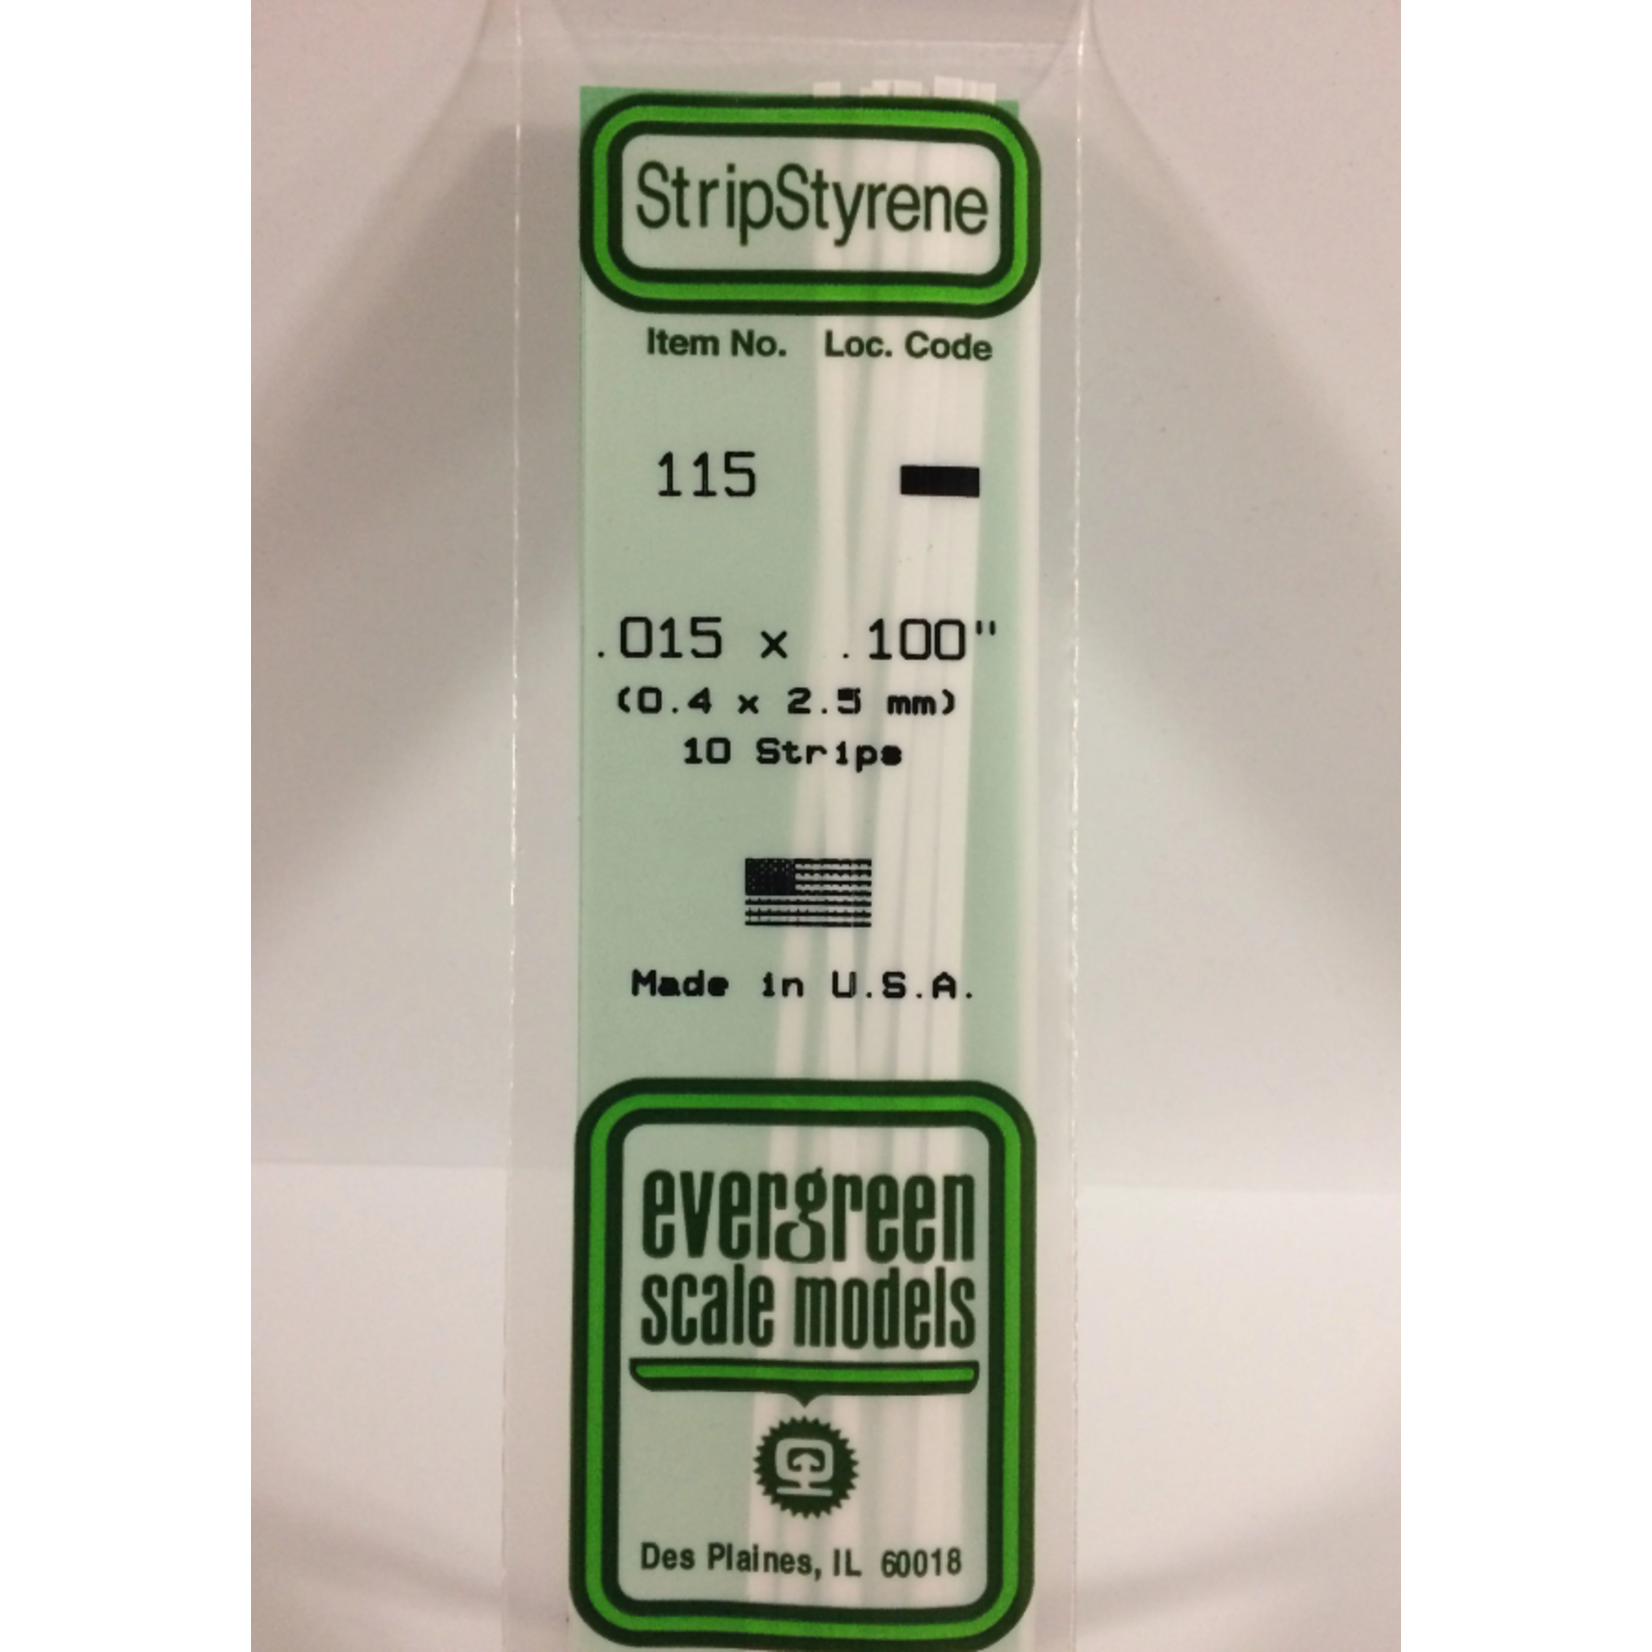 StripStyrene
Item No. Loc. Code
115
.015 x .100"
(0.4 x 2.5 mm)
10 Strips
Made in U.S.A.
evergreen
scale models
Des Plaines, IL 60018